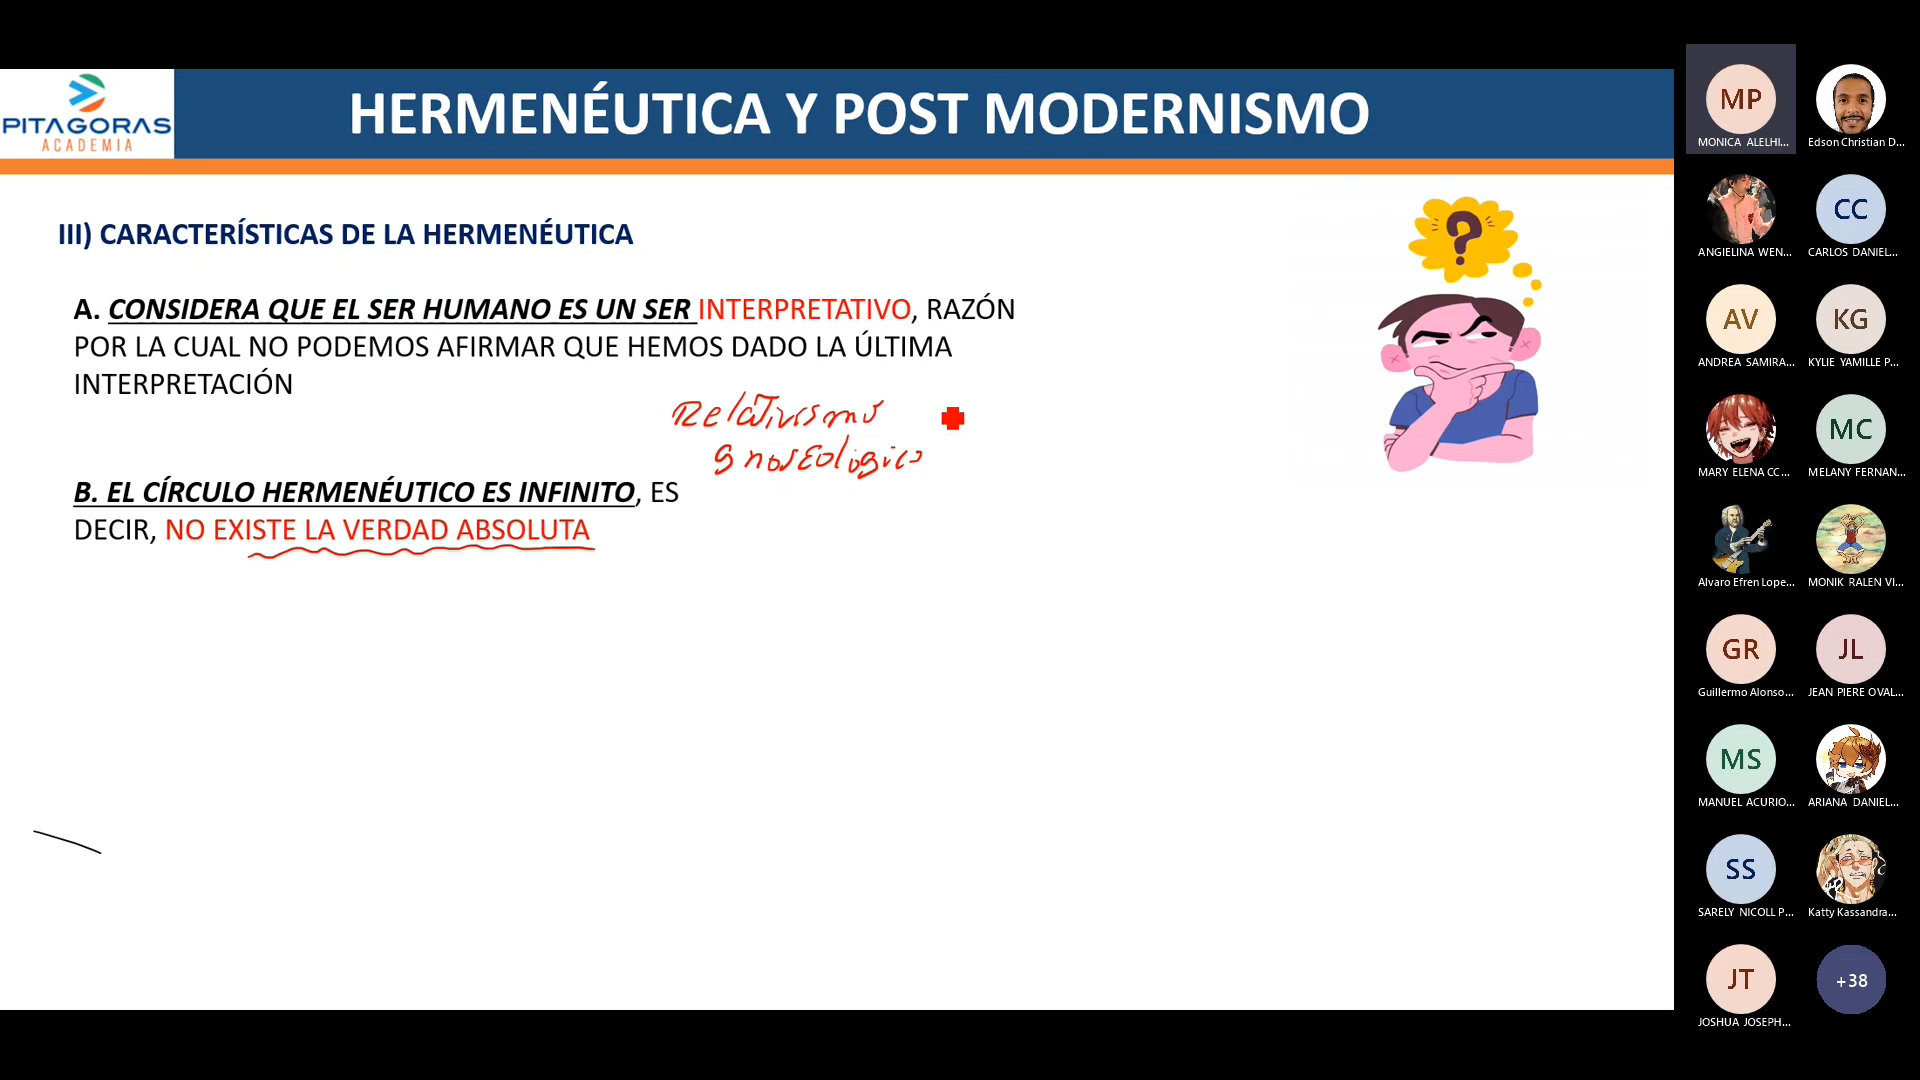 PITAGORAS
ACADEMIA
HERMENÉUTICA Y POST MODERNISMO
III) CARACTERÍSTICAS DE LA HERMENÉUTICA
A. CONSIDERA QUE EL SER HUMANO ES UN SER INTERPRETATIVO, RAZÓN
POR LA CUAL NO PODEMOS AFIRMAR QUE HEMOS DADO LA ÚLTIMA
INTERPRETACIÓN
Relativismo
gnoseologico
B. EL CÍRCULO HERMENÉUTICO ES INFINITO, ES
DECIR, NO EXISTE LA VERDAD ABSOLUTA
?
MP
MONICA ALELHI...
Edson Christian D...
ANGIELINA WEN...
CC
CARLOS DANIEL...
AV
ANDREA SAMIRA...
KG
KYLIE YAMILLE P...
MARY ELENA CC...
MC
MELANY FERNAN...
Alvaro Efren Lope...
MONIK RALEN VI...
GR
Guillermo Alonso...
JL
JEAN PIERE OVAL...
MS
MANUEL ACURIO...
ARIANA DANIEL...
SS
SARELY NICOLL P...
Katty Kassandra...
JT
JOSHUA JOSEPH...
+38